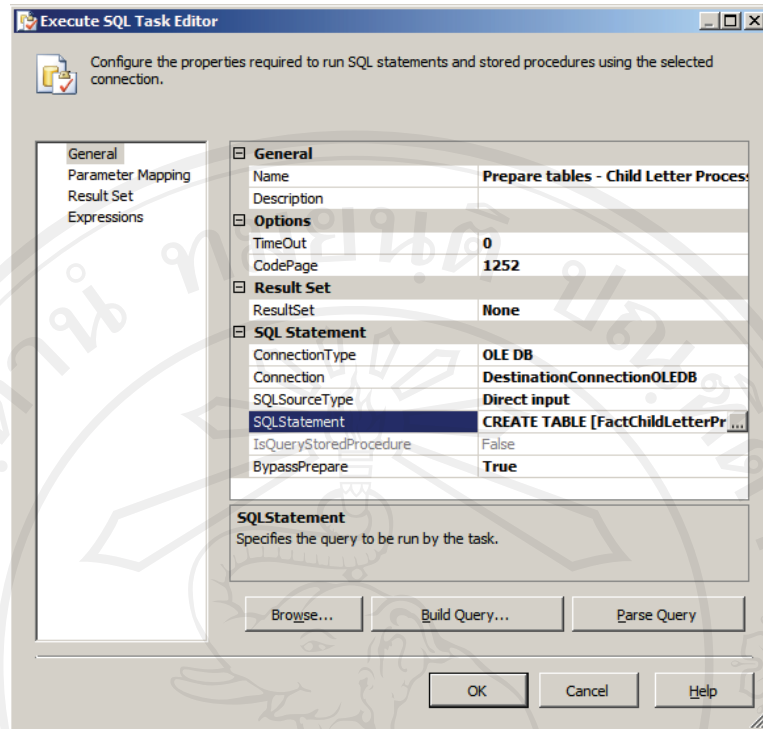 Execute SQL Task Editor
Configure the properties required to run SQL statements and stored procedures using the selected
connection.
General
Parameter Mapping
Result Set
Expressions
General
Name Prepare tables - Child Letter Process
Description
Options
TimeOut 0
CodePage 1252
Result Set
ResultSet None
SQL Statement
ConnectionType OLE DB
Connection DestinationConnectionOLEDB
SQLSourceType Direct input
SQLStatement CREATE TABLE [FactChildLetterPr ...
IsQueryStoredProcedure False
BypassPrepare True
SQLStatement
Specifies the query to be run by the task.
Browse... Build Query... Parse Query
OK Cancel Help